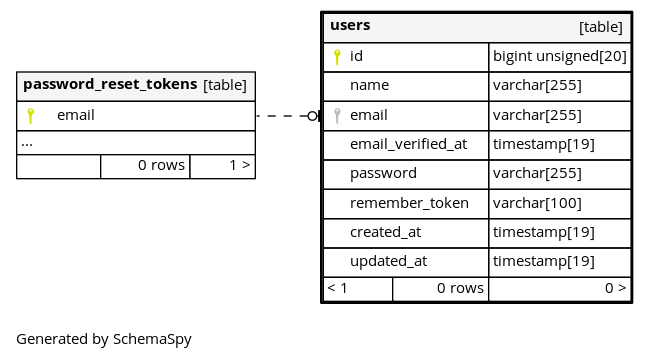 password_reset_tokens [table]
email
...
0 rows 1 >
users [table]
id bigint unsigned[20]
name varchar[255]
email varchar[255]
email_verified_at timestamp[19]
password varchar[255]
remember_token varchar[100]
created_at timestamp[19]
updated_at timestamp[19]
< 1 0 rows 0 >
Generated by SchemaSpy